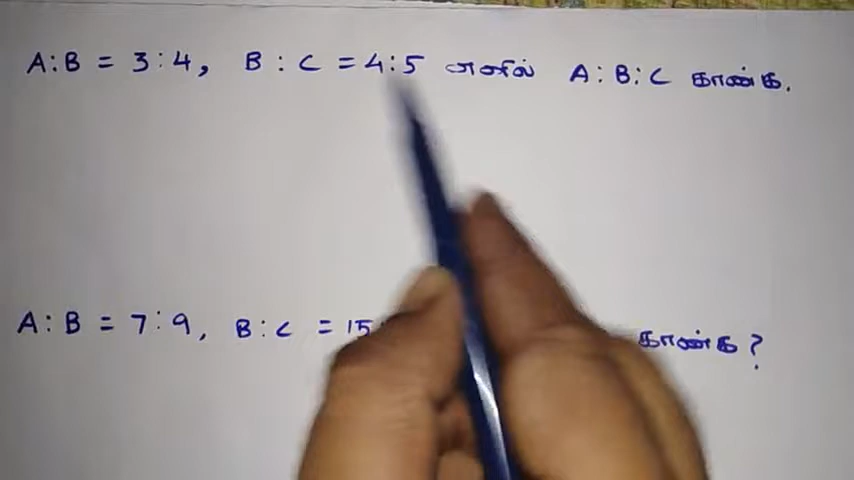 A:B = 3:4, B : C = 4:5 எனில் A:B:C காண்க.
A:B = 7:9, B:C = 15 காண்க?